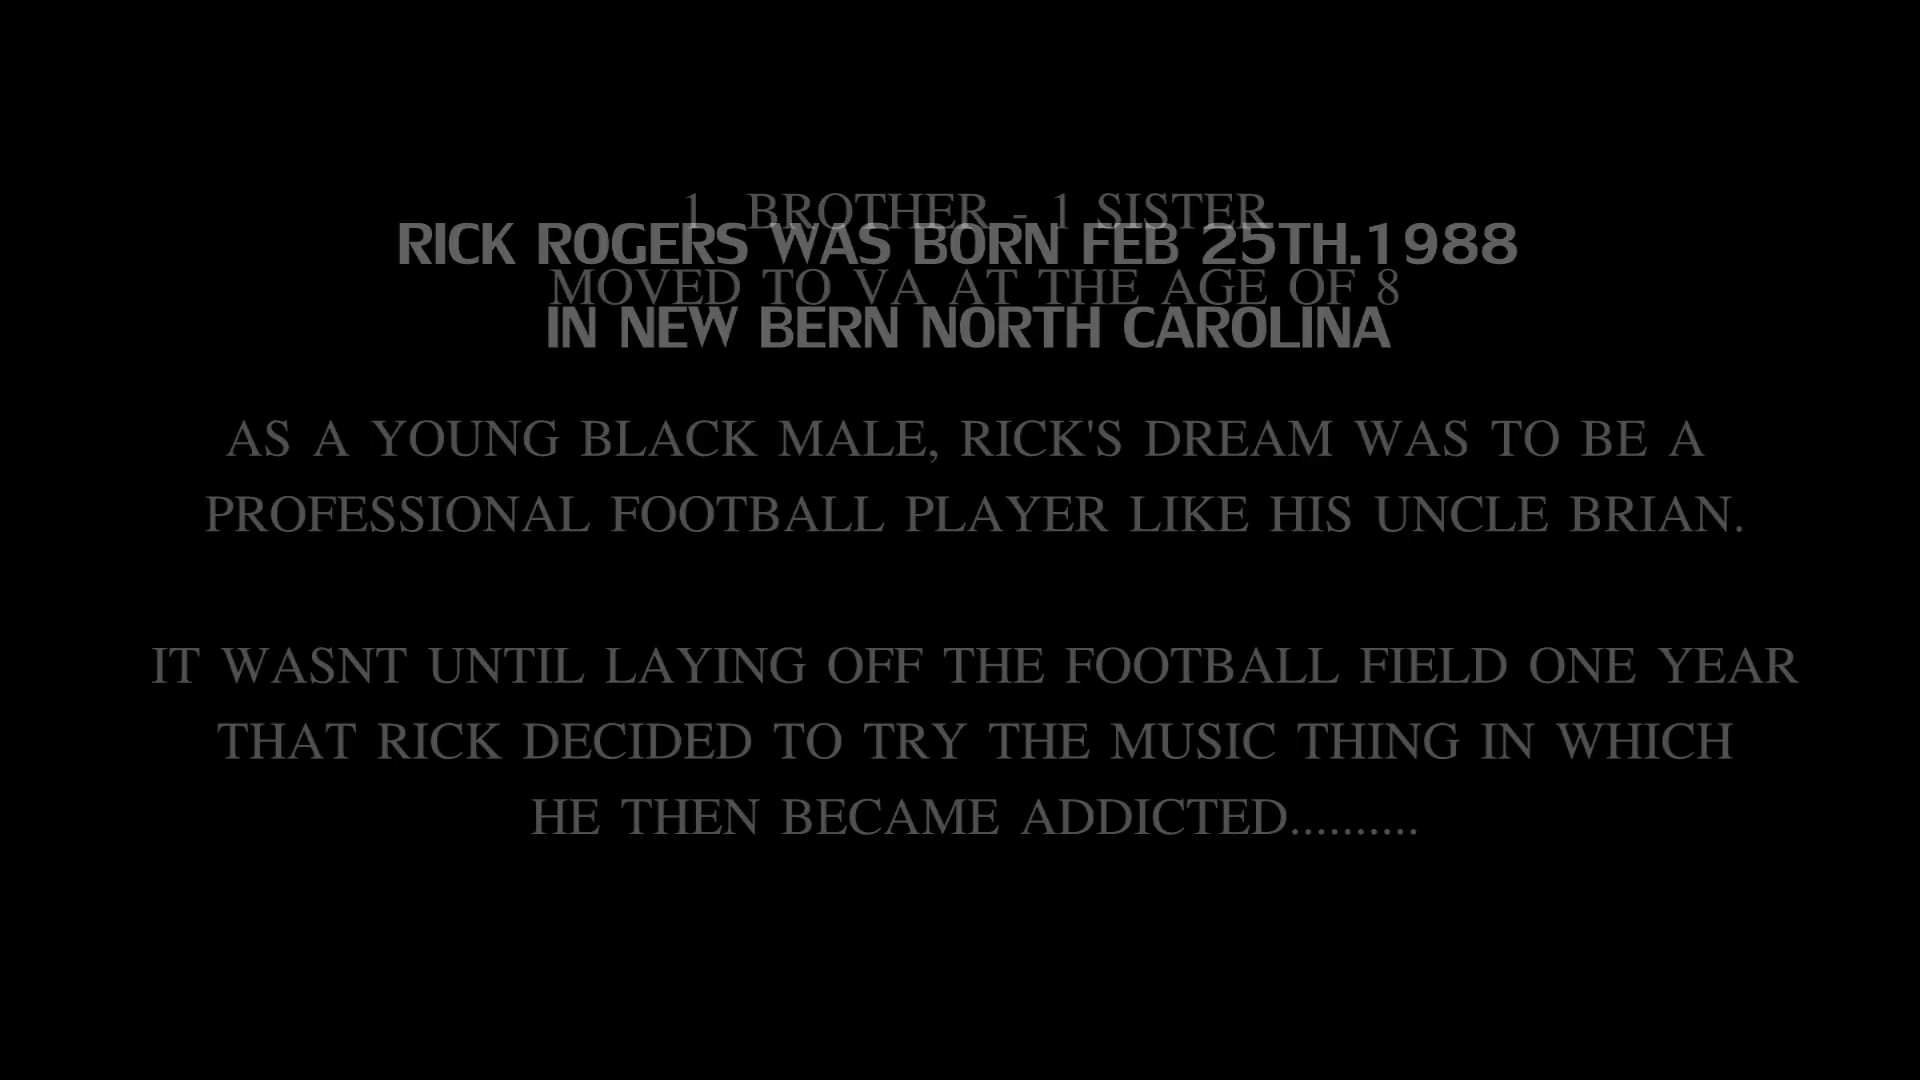 1 BROTHER - 1 SISTER
RICK ROGERS WAS BORN FEB 25TH.1988
MOVED TO VA AT THE AGE OF 8
IN NEW BERN NORTH CAROLINA
AS A YOUNG BLACK MALE, RICK'S DREAM WAS TO BE A
PROFESSIONAL FOOTBALL PLAYER LIKE HIS UNCLE BRIAN.
IT WASNT UNTIL LAYING OFF THE FOOTBALL FIELD ONE YEAR
THAT RICK DECIDED TO TRY THE MUSIC THING IN WHICH
HE THEN BECAME ADDICTED..........